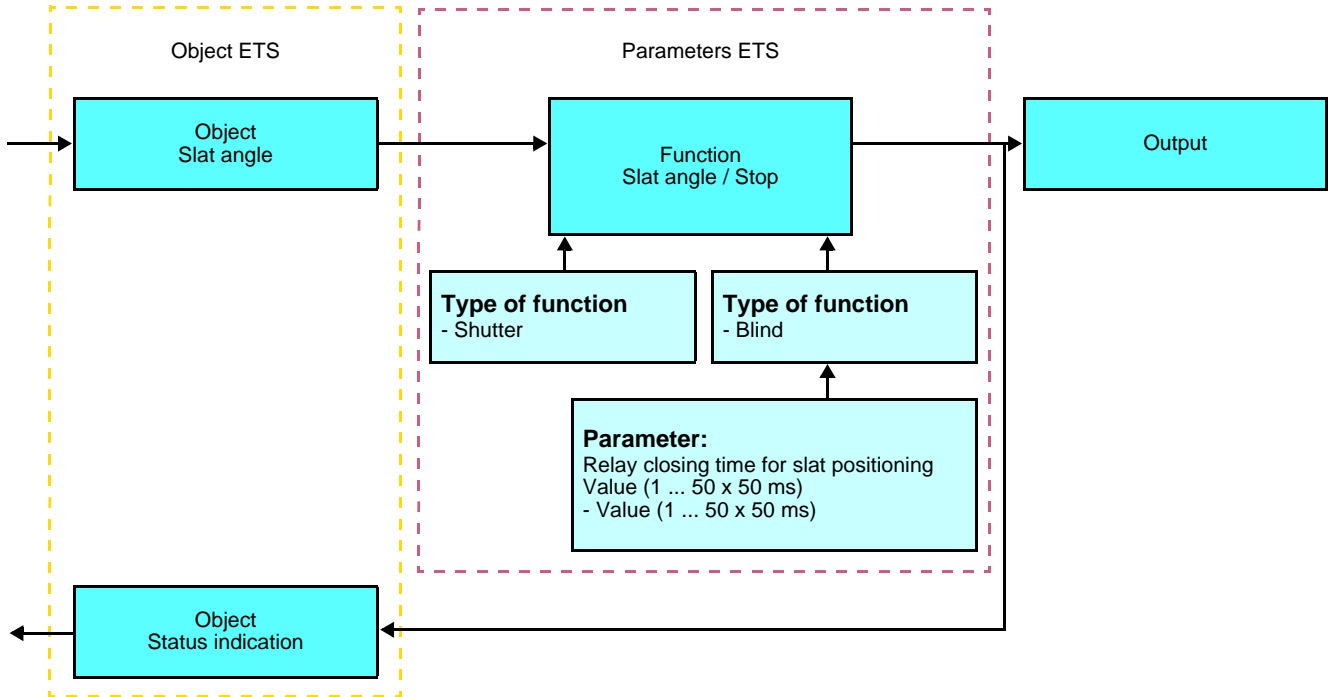 Object ETS
Parameters ETS
Object
Slat angle
Function
Slat angle / Stop
Output
Type of function
- Shutter
Type of function
- Blind
Parameter:
Relay closing time for slat positioning
Value (1 ... 50 x 50 ms)
- Value (1 ... 50 x 50 ms)
Object
Status indication